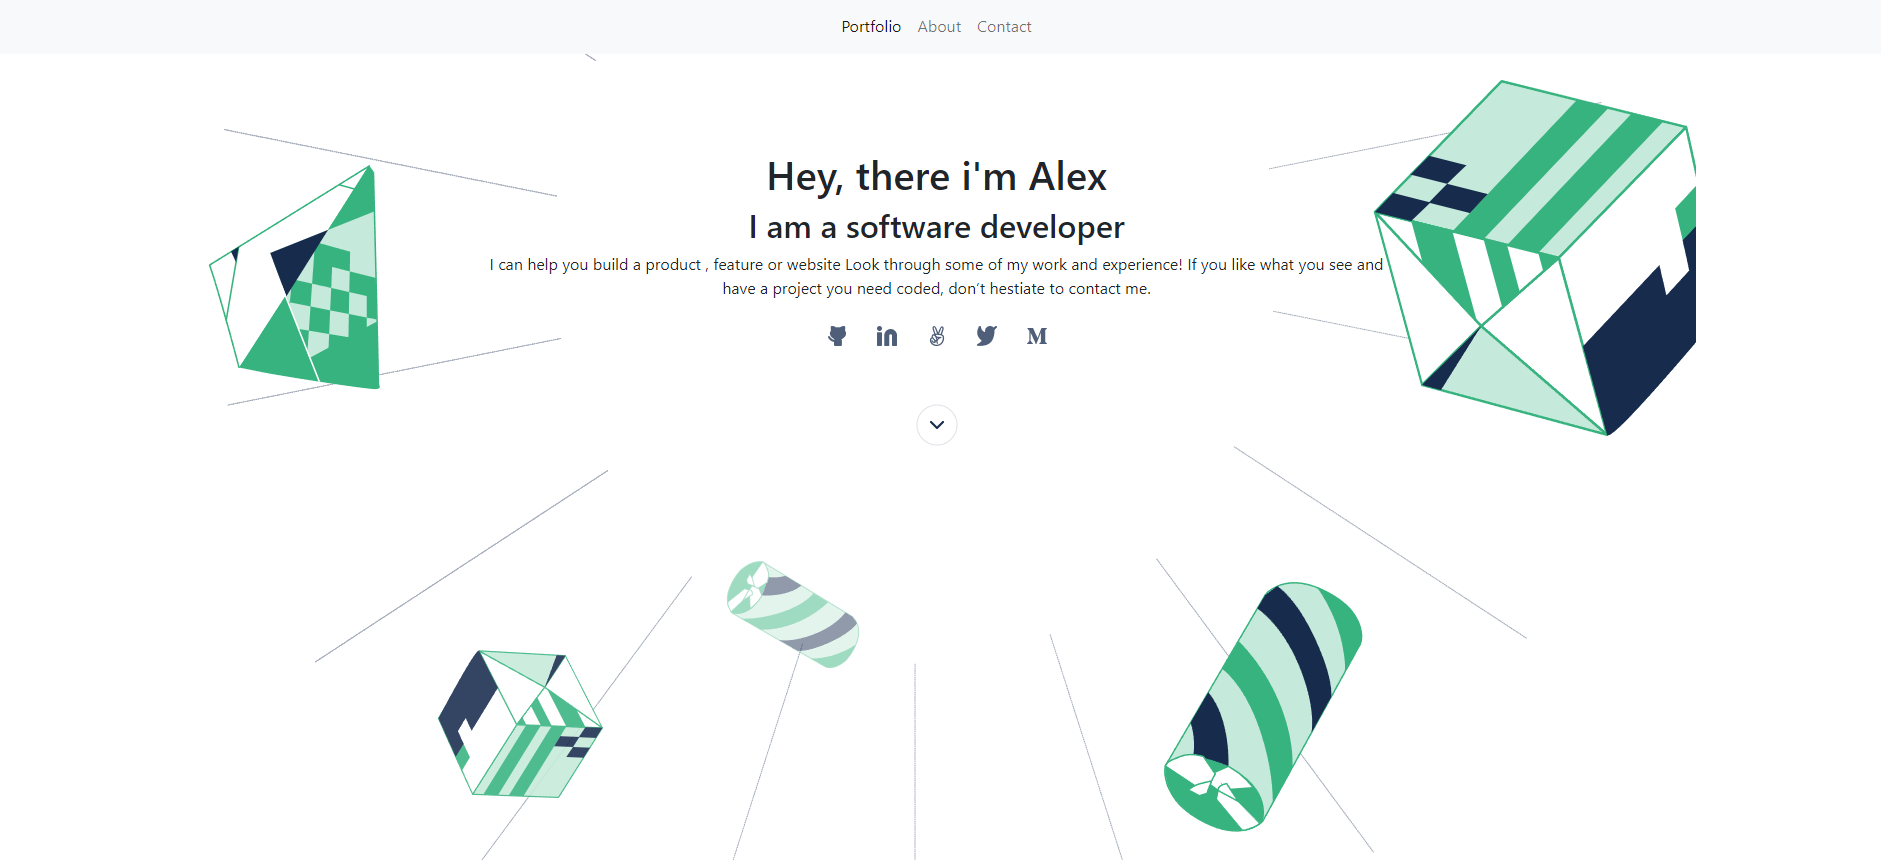 Portfolio About Contact
Hey, there i'm Alex
I am a software developer
I can help you build a product , feature or website Look through some of my work and experience! If you like what you see and
have a project you need coded, don't hestiate to contact me.